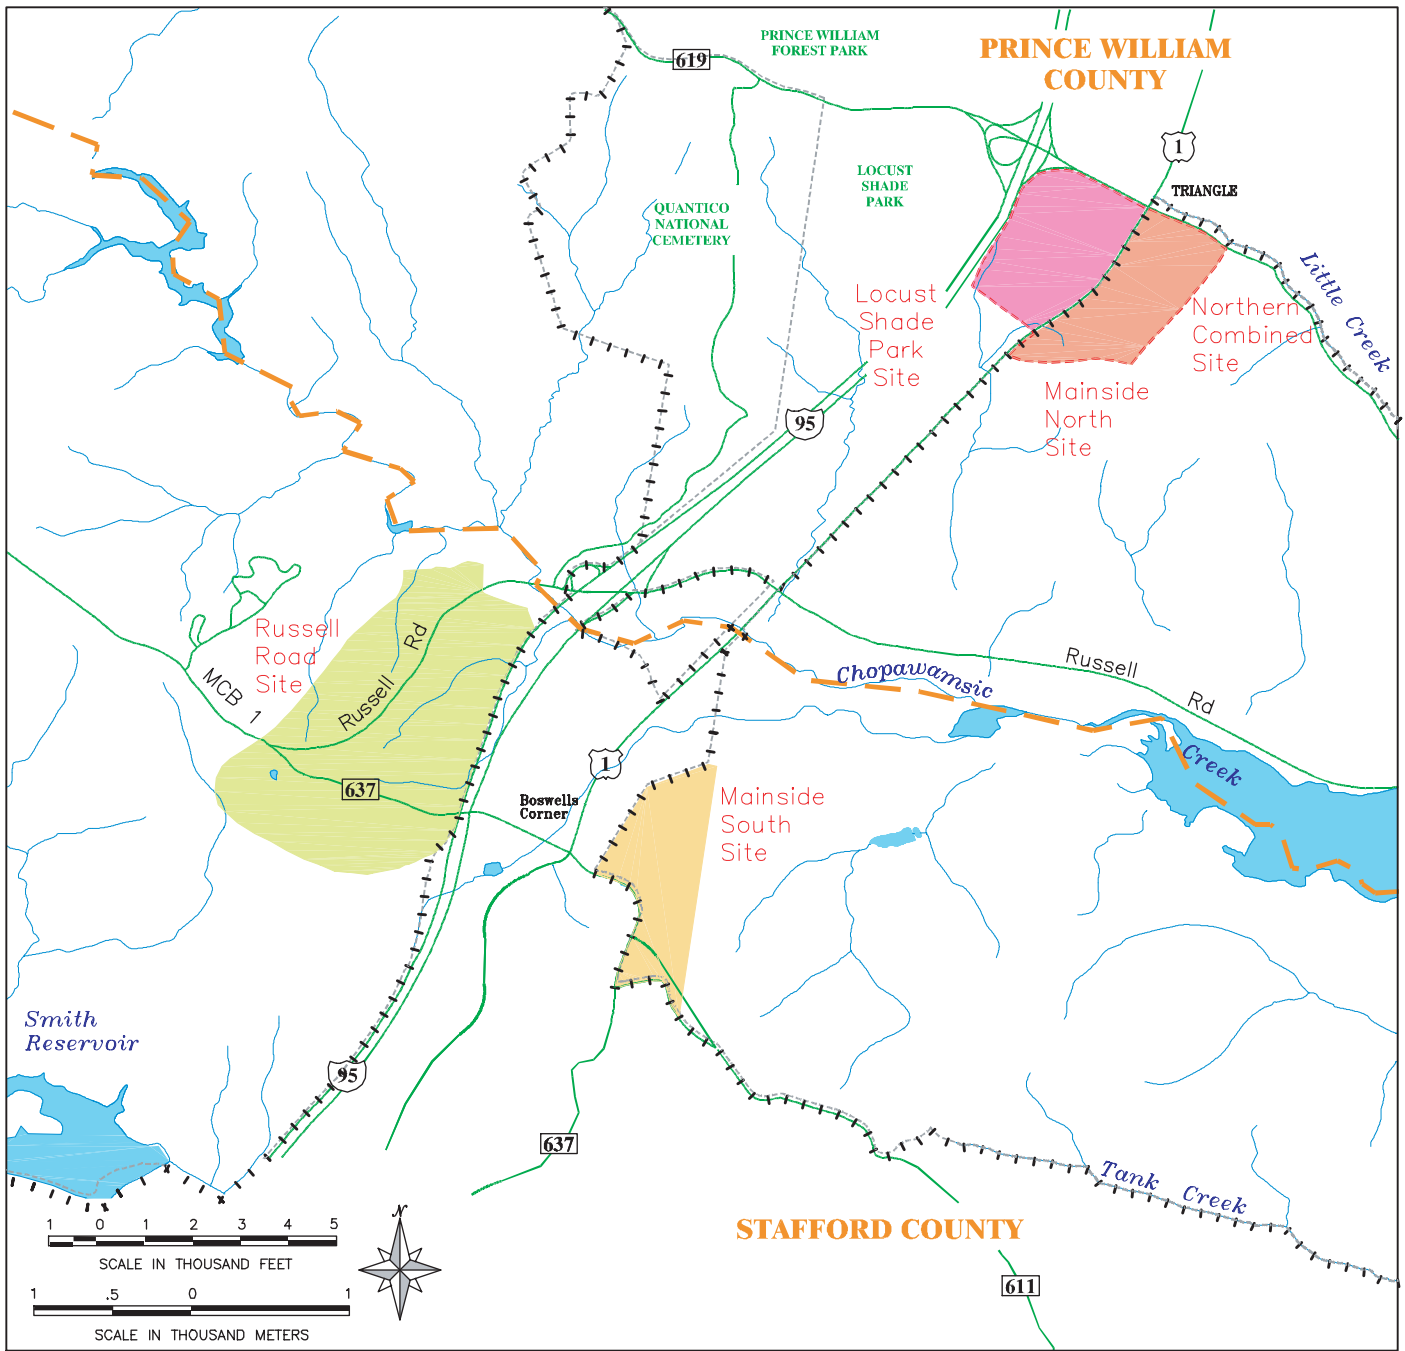 PRINCE WILLIAM
FOREST PARK
619
PRINCE WILLIAM
COUNTY
1
TRIANGLE
LOCUST
SHADE
PARK
QUANTICO
NATIONAL
CEMETERY
Little Creek
Locust
Shade
Park
Site
Northern
Combined
Site
Mainside
North
Site
95
Russell
Road
Site
Russell Rd
MCB 1
637
Russell Rd
Chopawamsic
Creek
1
Boswells
Corner
Mainside
South
Site
Smith
Reservoir
95
637
Tank Creek
STAFFORD COUNTY
611
N
1 0 1 2 3 4 5
SCALE IN THOUSAND FEET
1 .5 0 1
SCALE IN THOUSAND METERS